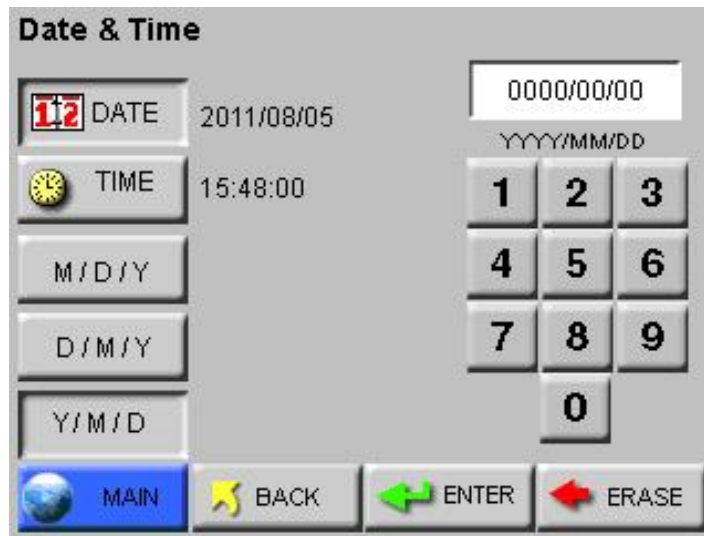 Date & Time
12 DATE
2011/08/05
0000/00/00
YYYY/MM/DD
TIME
15:48:00
1 2 3
M/D/Y
4 5 6
D/M/Y
7 8 9
Y/M/D
0
MAIN
BACK
ENTER
ERASE